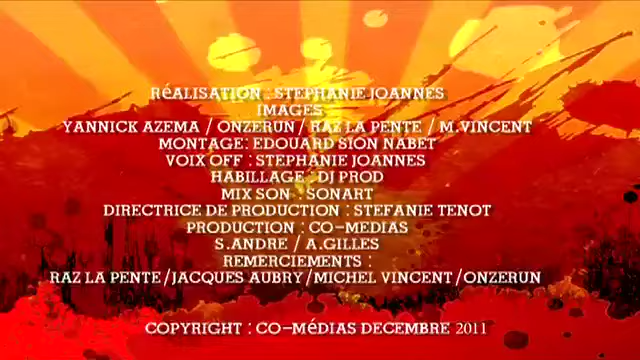 RéALISATION : STEPHANIE JOANNES
IMAGES
YANNICK AZEMA / ONZERUN / RAZ LA PENTE / M.VINCENT
MONTAGE: EDOUARD SION NABET
VOIX OFF : STEPHANIE JOANNES
HABILLAGE : DJ PROD
MIX SON : SONART
DIRECTRICE DE PRODUCTION : STEFANIE TENOT
PRODUCTION : CO-MEDIAS
S.ANDRE / A.GILLES
REMERCIEMENTS :
RAZ LA PENTE/JACQUES AUBRY/MICHEL VINCENT/ONZERUN
COPYRIGHT : CO-MéDIAS DECEMBRE 2011